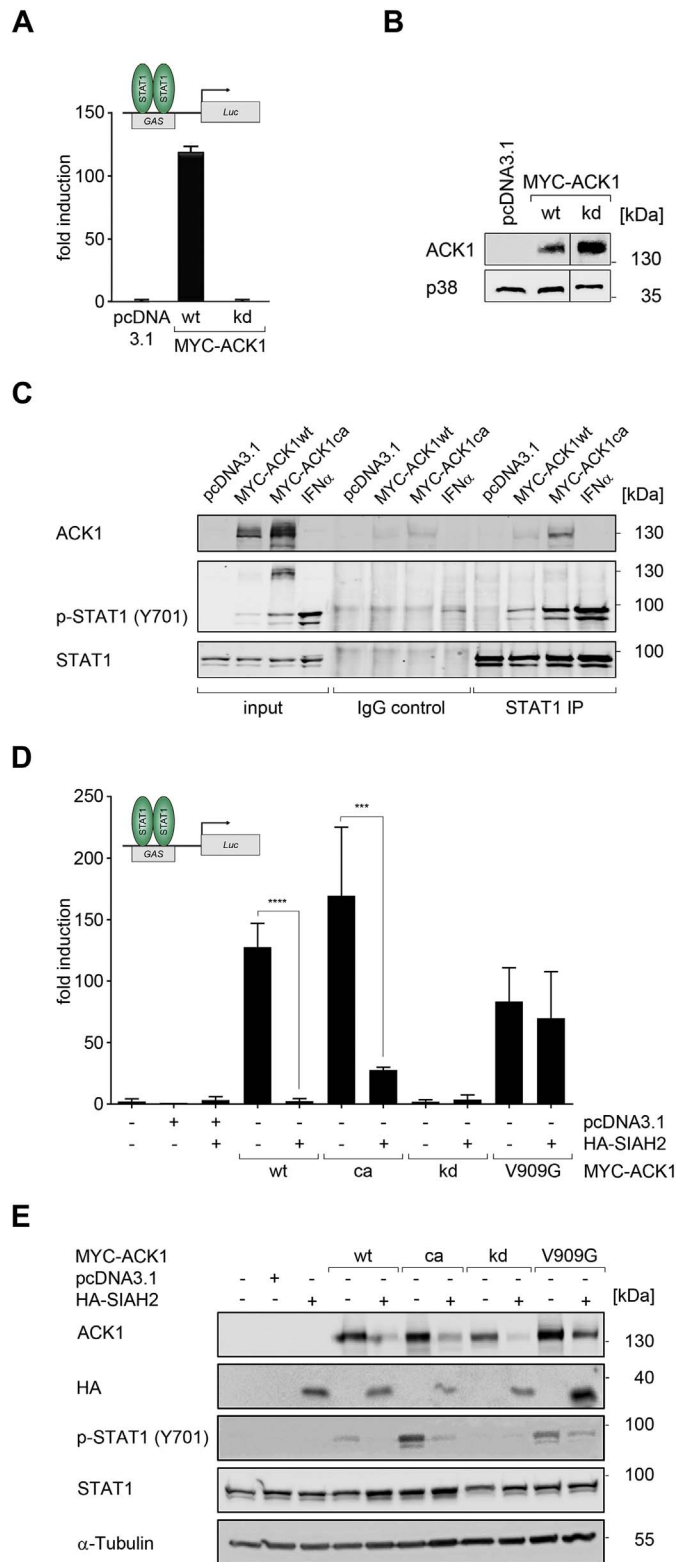 A
STAT1 STAT1
GAS Luc
150
100
50
0
fold induction
pcDNA 3.1 wt kd
MYC-ACK1
B
pcDNA3.1
MYC-ACK1
wt kd [kDa]
ACK1 130
p38 35
C
pcDNA3.1 MYC-ACK1wt MYC-ACK1ca IFNα pcDNA3.1 MYC-ACK1wt MYC-ACK1ca IFNα pcDNA3.1 MYC-ACK1wt MYC-ACK1ca IFNα [kDa]
ACK1 130
130
p-STAT1 (Y701) 100
STAT1 100
input IgG control STAT1 IP
D
STAT1 STAT1
GAS Luc
250
200
150
100
50
0
fold induction
**** ***
- + + - - - - - - - - pcDNA3.1
- - + - + - + - + - + HA-SIAH2
wt ca kd V909G MYC-ACK1
E
MYC-ACK1 wt ca kd V909G
pcDNA3.1 - + - - - - - - - - -
HA-SIAH2 - - + - + - + - + - + [kDa]
ACK1 130
HA 40
p-STAT1 (Y701) 100
STAT1 100
α-Tubulin 55